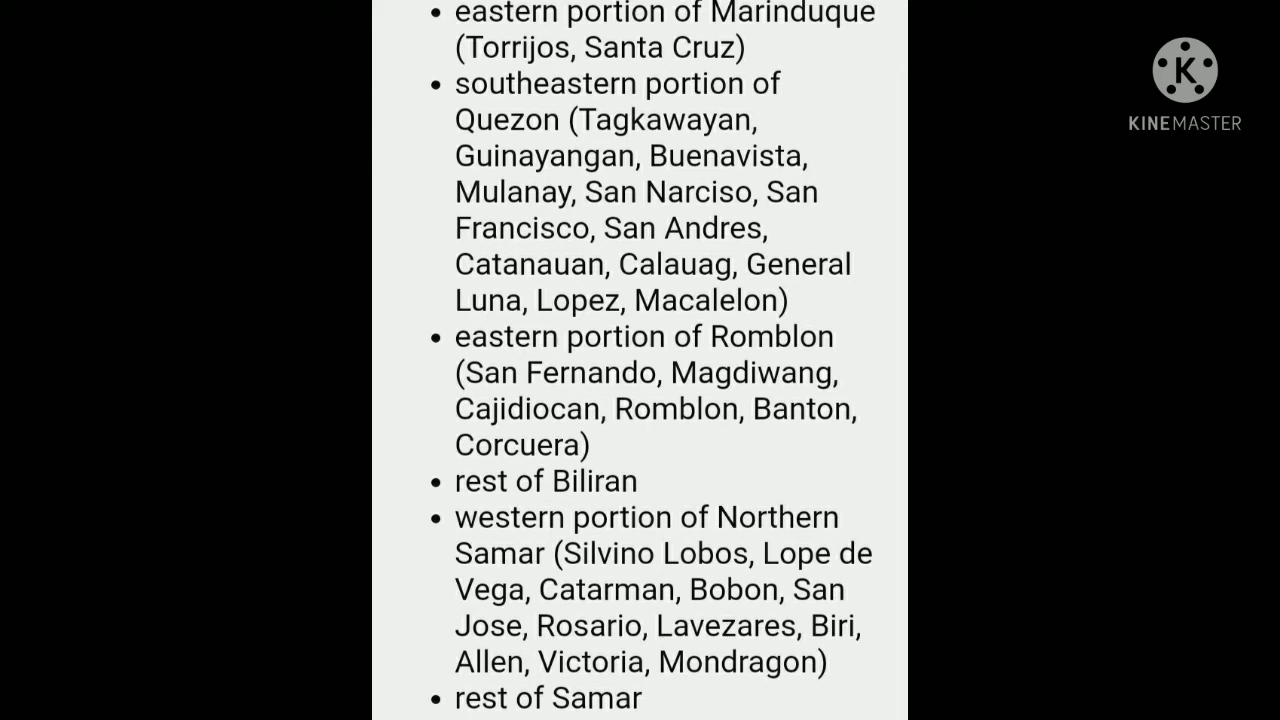 • eastern portion of Marinduque
(Torrijos, Santa Cruz)
• southeastern portion of
Quezon (Tagkawayan,
Guinayangan, Buenavista,
Mulanay, San Narciso, San
Francisco, San Andres,
Catanauan, Calauag, General
Luna, Lopez, Macalelon)
• eastern portion of Romblon
(San Fernando, Magdiwang,
Cajidiocan, Romblon, Banton,
Corcuera)
• rest of Biliran
• western portion of Northern
Samar (Silvino Lobos, Lope de
Vega, Catarman, Bobon, San
Jose, Rosario, Lavezares, Biri,
Allen, Victoria, Mondragon)
• rest of Samar
K
KINEMASTER